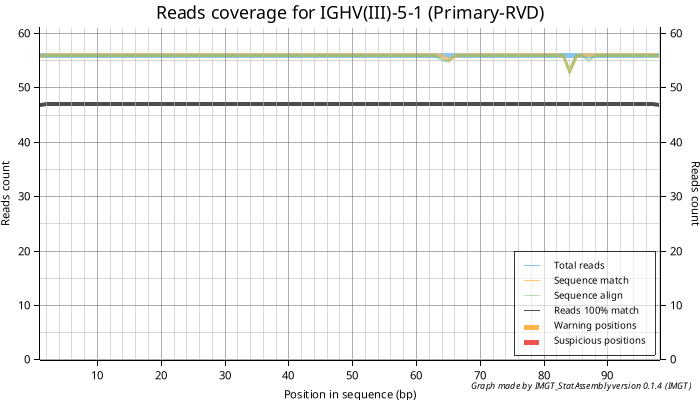 Reads coverage for IGHV(III)-5-1 (Primary-RVD)
60 60
50 50
40 40
30 30
20 20
10 10
0 0
Reads count
Reads count
Total reads
Sequence match
Sequence align
Reads 100% match
Warning positions
Suspicious positions
10 20 30 40 50 60 70 80 90
Position in sequence (bp)
Graph made by IMGT_StatAssembly version 0.1.4 (IMGT)